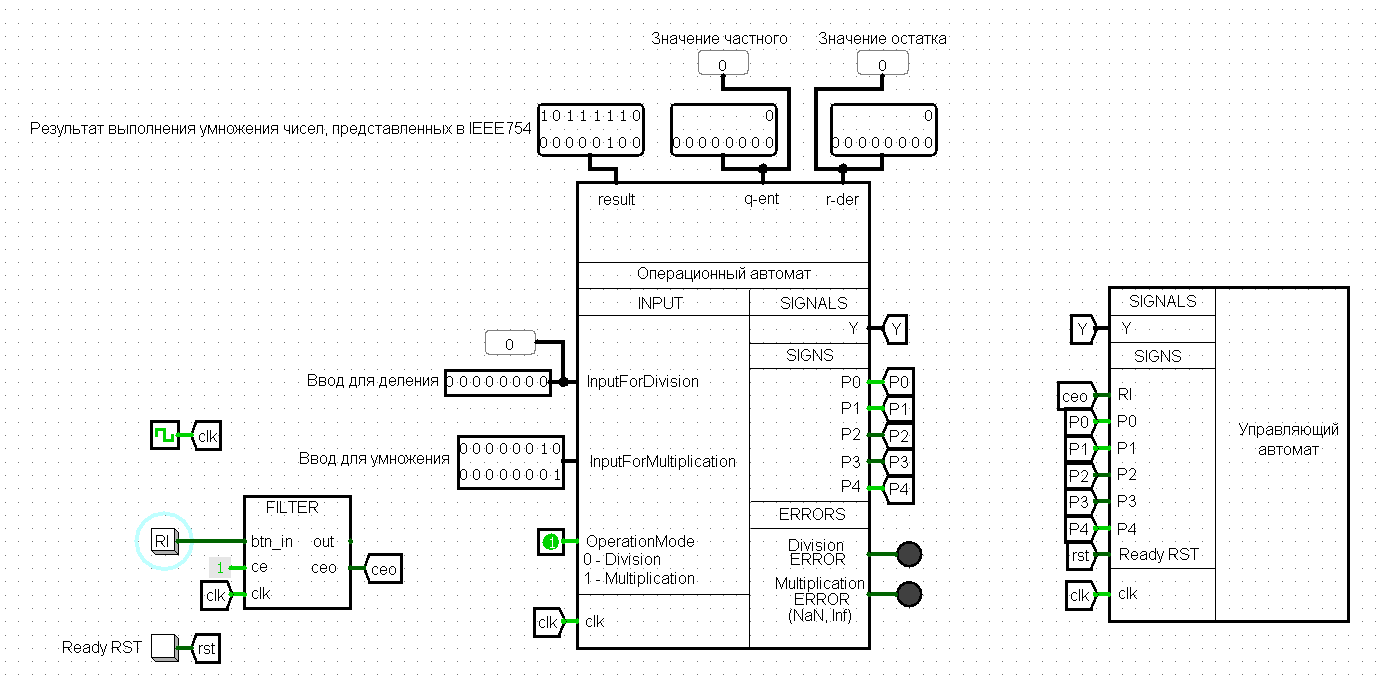 Значение частного
Значение остатка
0
0
Результат выполнения умножения чисел, представленных в IEEE754
1 0 1 1 1 1 1 0
0 0 0 0 0 1 0 0
0
0 0 0 0 0 0 0 0
0
0 0 0 0 0 0 0 0
result
q-ent
r-der
Операционный автомат
INPUT
SIGNALS
Y
Y
SIGNS
0
Ввод для деления
0 0 0 0 0 0 0 0
InputForDivision
P0
P0
P1
P1
P2
P2
P3
P3
P4
P4
clk
Ввод для умножения
0 0 0 0 0 0 1 0
0 0 0 0 0 0 0 1
InputForMultiplication
ERRORS
1
OperationMode
0 - Division
1 - Multiplication
Division
ERROR
Multiplication
ERROR
(NaN, Inf)
clk
clk
FILTER
RI
btn_in
out
1
ce
ceo
ceo
clk
clk
Ready RST
rst
SIGNALS
Y
Y
SIGNS
ceo
RI
P0
P0
P1
P1
P2
P2
P3
P3
P4
P4
rst
Ready RST
clk
clk
Управляющий
автомат